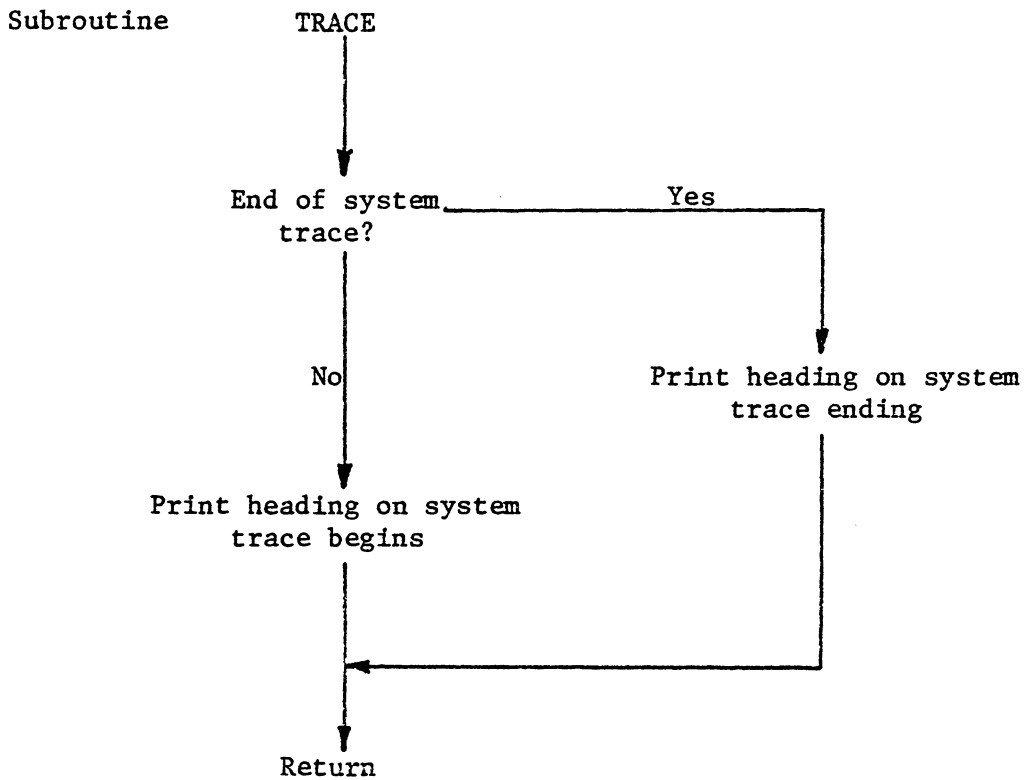 Subroutine TRACE
End of system
trace?
Yes
No
Print heading on system
trace ending
Print heading on system
trace begins
Return